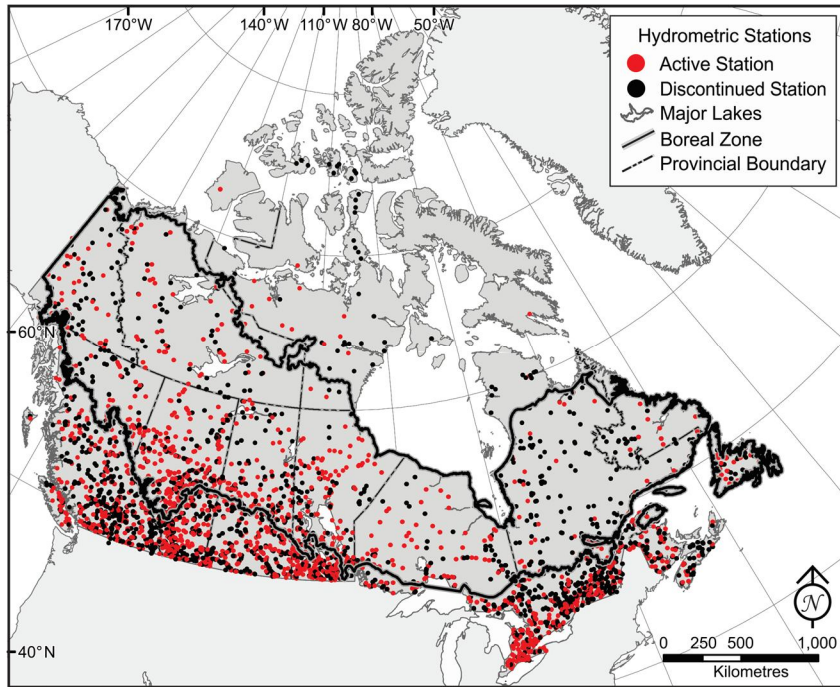 170°W 140°W 110°W 80°W 50°W
Hydrometric Stations
Active Station
Discontinued Station
Major Lakes
Boreal Zone
Provincial Boundary
60°N
40°N
N
0 250 500 1,000
Kilometres